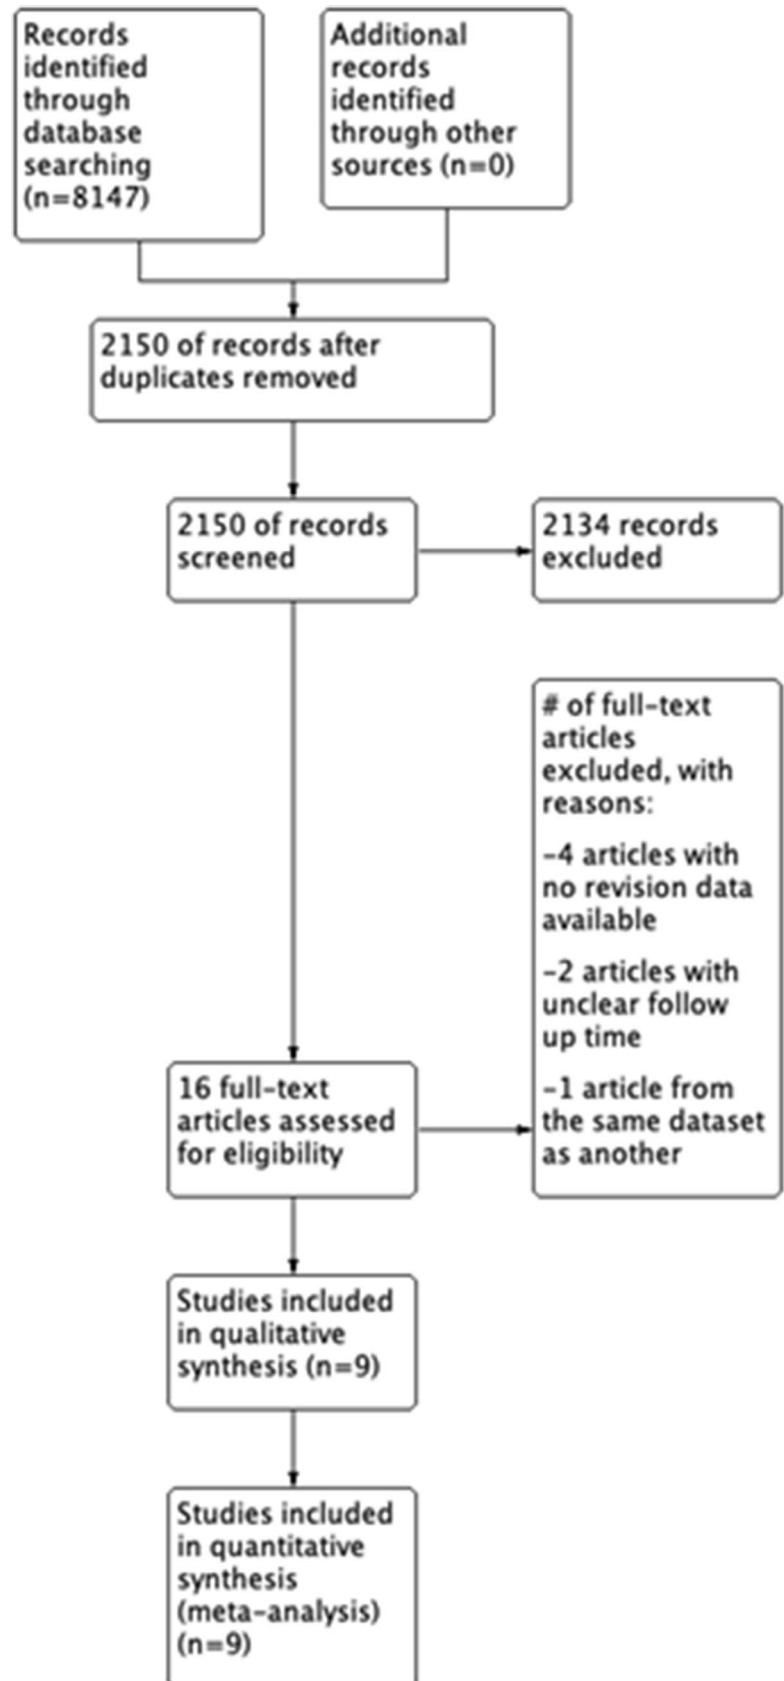 Records
identified
through
database
searching
(n=8147)
Additional
records
identified
through other
sources (n=0)
2150 of records after
duplicates removed
2150 of records
screened
2134 records
excluded
# of full-text
articles
excluded, with
reasons:
-4 articles with
no revision data
available
-2 articles with
unclear follow
up time
-1 article from
the same dataset
as another
16 full-text
articles assessed
for eligibility
Studies included
in qualitative
synthesis (n=9)
Studies included
in quantitative
synthesis
(meta-analysis)
(n=9)